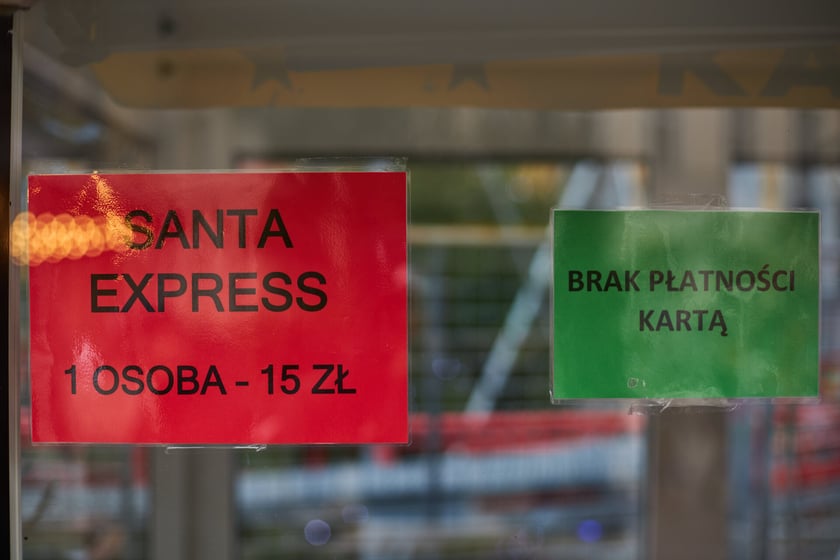 SANTA
EXPRESS
1 OSOBA - 15 ZŁ
BRAK PŁATNOŚCI
KARTĄ